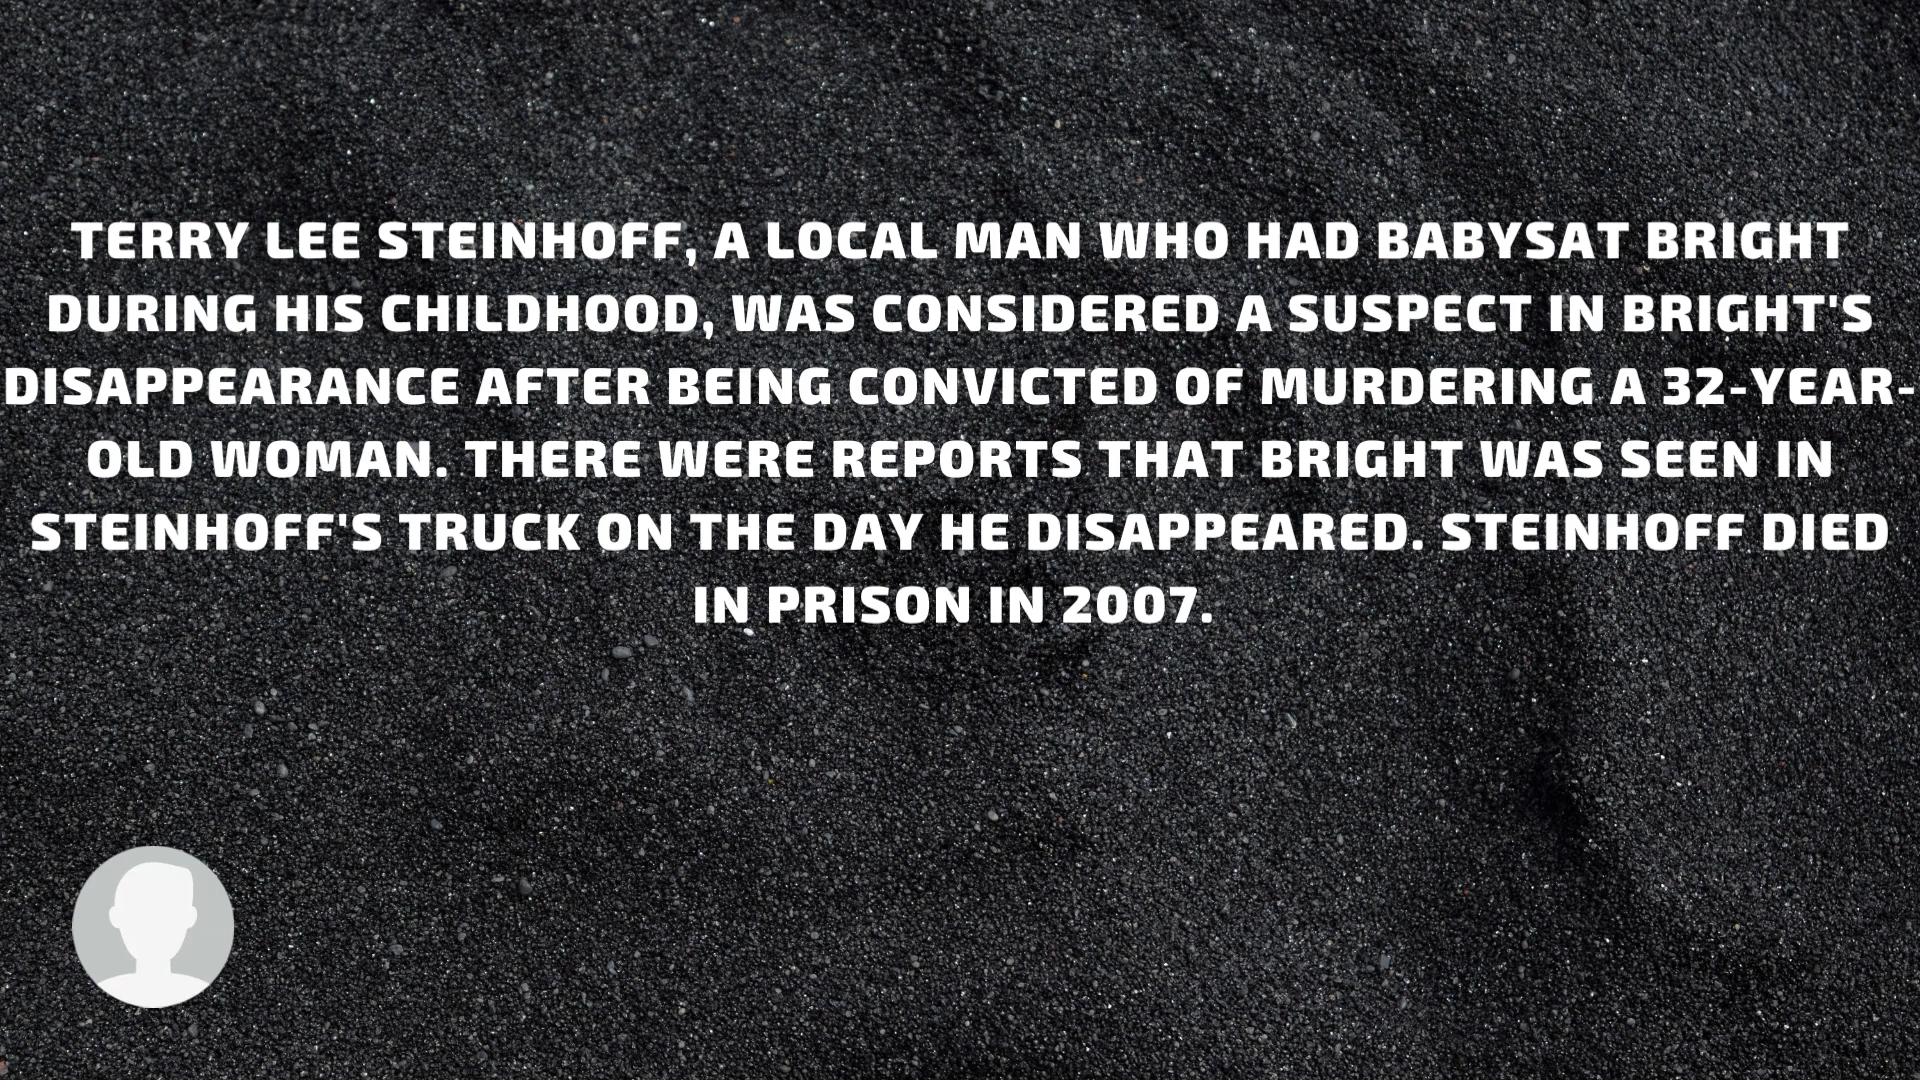 TERRY LEE STEINHOFF, A LOCAL MAN WHO HAD BABYSAT BRIGHT
DURING HIS CHILDHOOD, WAS CONSIDERED A SUSPECT IN BRIGHT'S
DISAPPEARANCE AFTER BEING CONVICTED OF MURDERING A 32-YEAR-
OLD WOMAN. THERE WERE REPORTS THAT BRIGHT WAS SEEN IN
STEINHOFF'S TRUCK ON THE DAY HE DISAPPEARED. STEINHOFF DIED
IN PRISON IN 2007.